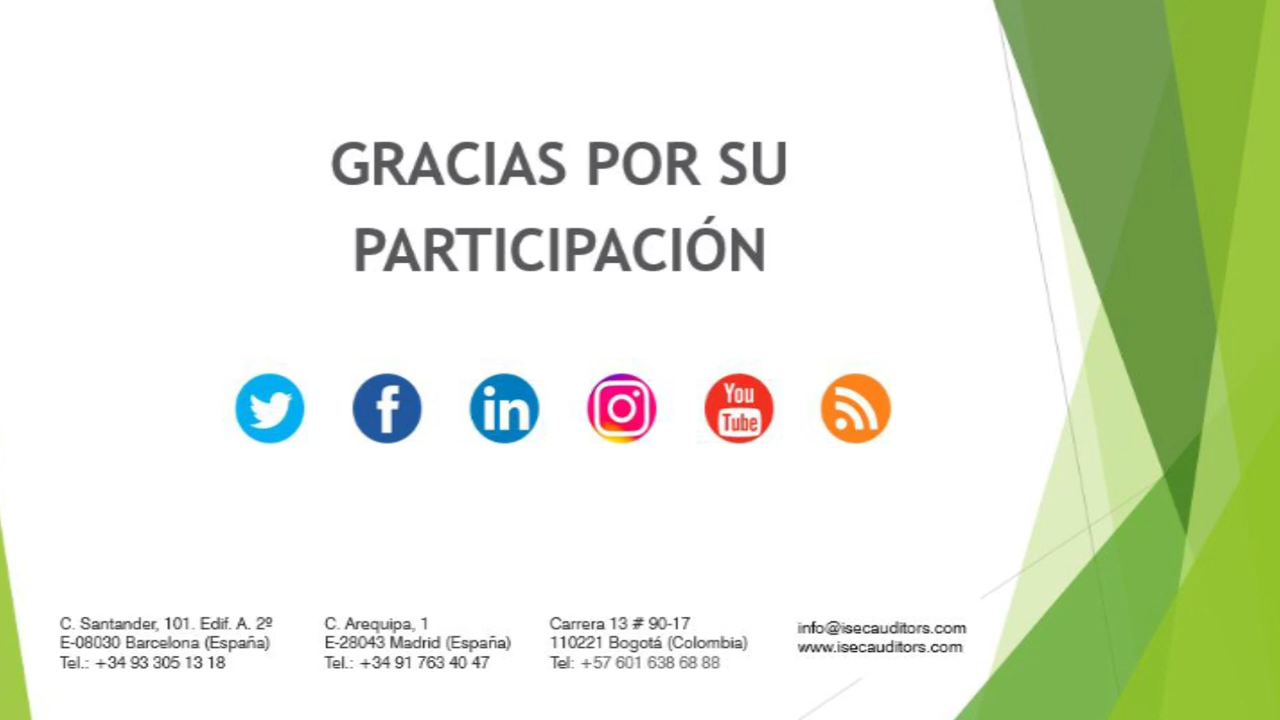 GRACIAS POR SU
PARTICIPACIÓN
You
Tube
C. Santander, 101. Edif. A. 2º
E-08030 Barcelona (España)
Tel.: +34 93 305 13 18
C. Arequipa, 1
E-28043 Madrid (España)
Tel.: +34 91 763 40 47
Carrera 13 # 90-17
110221 Bogotá (Colombia)
Tel: +57 601 638 68 88
info@isecauditors.com
www.isecauditors.com